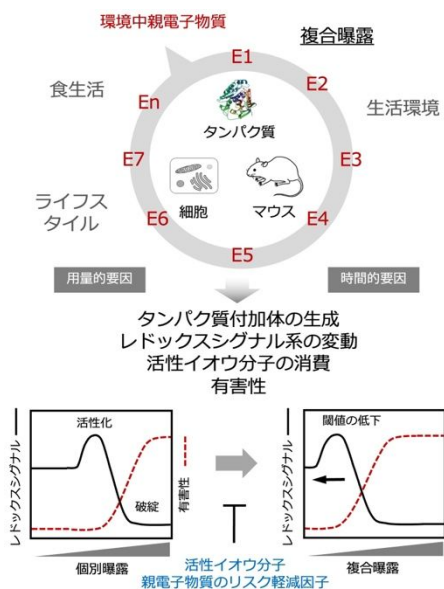 環境中親電子物質
複合曝露
E1
E2
E3
E4
E5
E6
E7
En
食生活
生活環境
ライフス
タイル
タンパク質
細胞
マウス
用量的要因
時間的要因
タンパク質付加体の生成
レドックスシグナル系の変動
活性イオウ分子の消費
有害性
レドックスシグナル
活性化
破綻
有害性
個別曝露
レドックスシグナル
閾値の低下
複合曝露
活性イオウ分子
親電子物質のリスク軽減因子